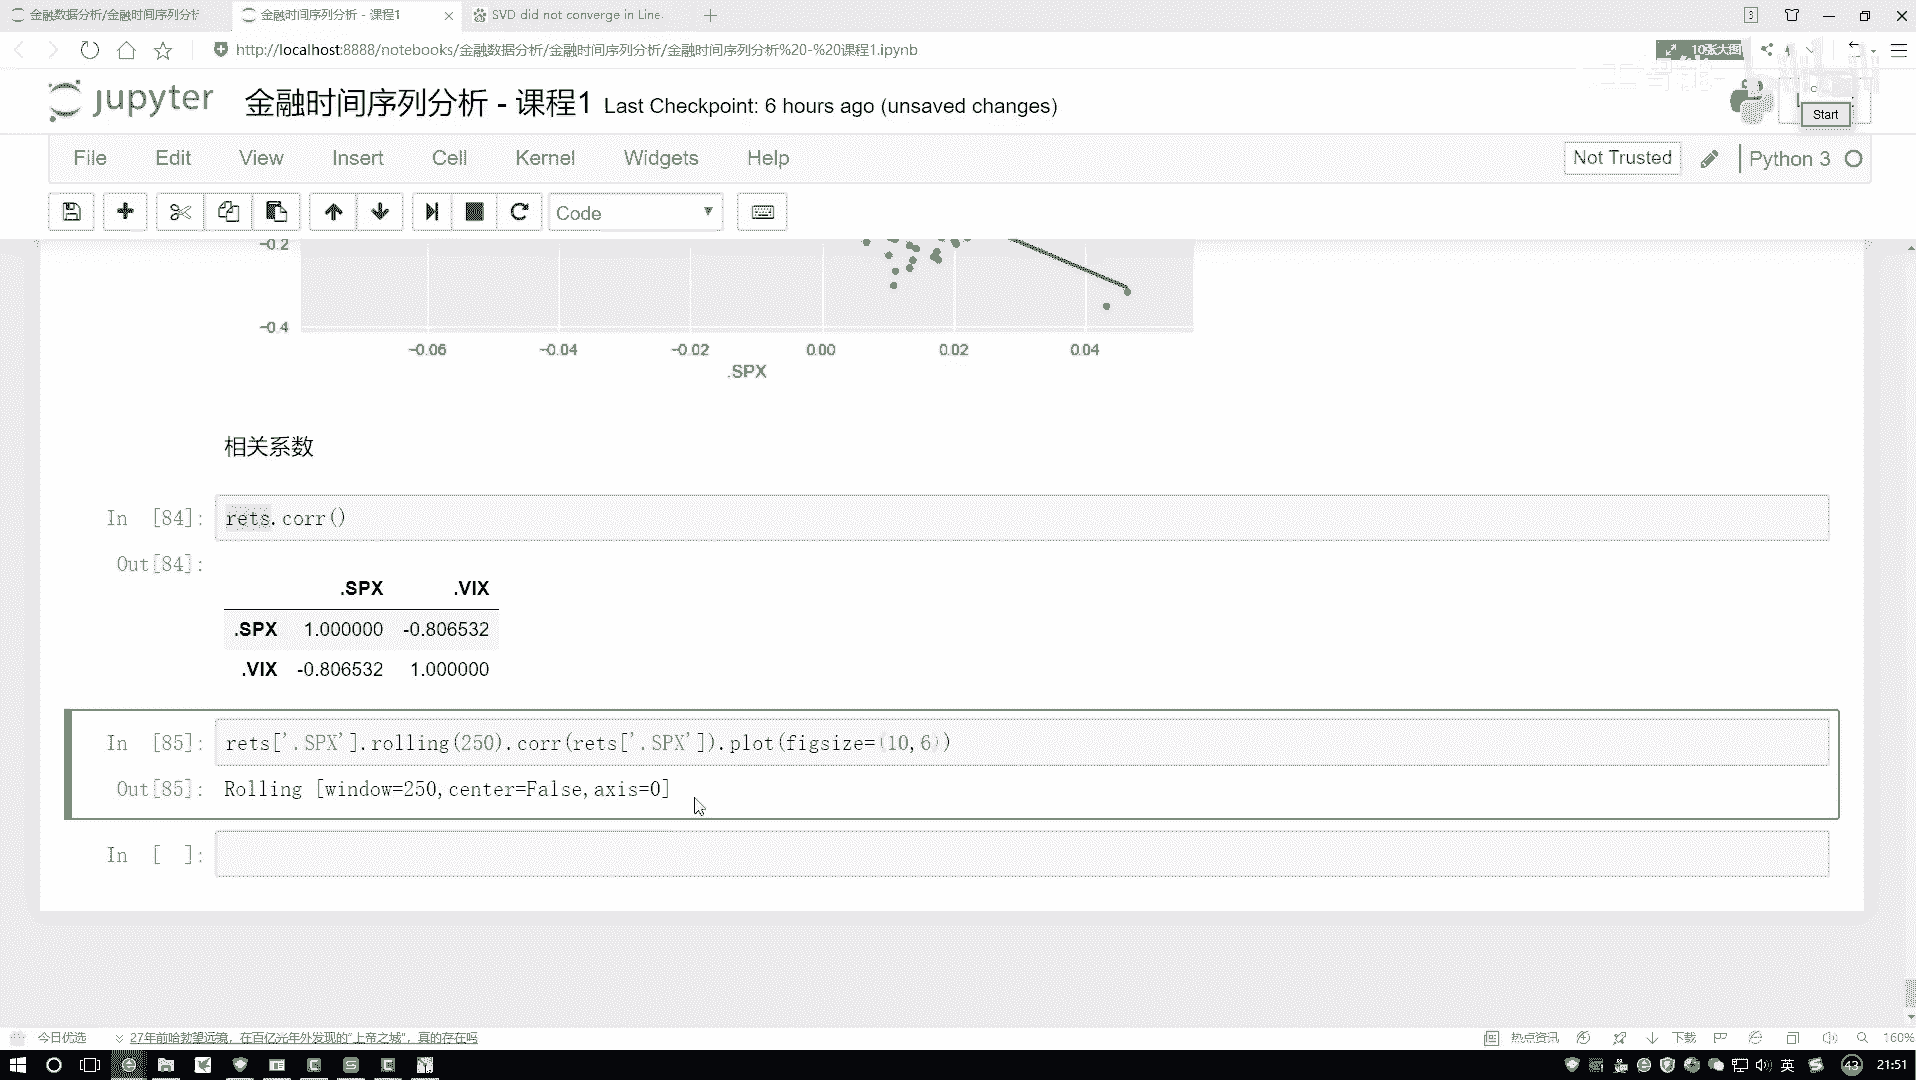 金融数据分析/金融时间序列分析
金融时间序列分析 - 课程1
SVD did not converge in Line.
3
http://localhost:8888/notebooks/金融数据分析/金融时间序列分析/金融时间序列分析%20-%20课程1.ipynb
10张大图
jupyter
金融时间序列分析 - 课程1
Last Checkpoint: 6 hours ago (unsaved changes)
Start
File Edit View Insert Cell Kernel Widgets Help
Not Trusted
Python 3
Code
−0.2
−0.4
−0.06 −0.04 −0.02 0.00 0.02 0.04
.SPX
相关系数
In [84]: rets.corr()
Out[84]:
.SPX .VIX
.SPX 1.000000 -0.806532
.VIX -0.806532 1.000000
In [85]: rets['.SPX'].rolling(250).corr(rets['.SPX']).plot(figsize=(10,6))
Out[85]: Rolling [window=250,center=False,axis=0]
In [ ]:
今日优选
27年前哈勃望远镜，在百亿光年外发现的"上帝之城"，真的存在吗
热点资讯
下载
160%
英
43
21:51